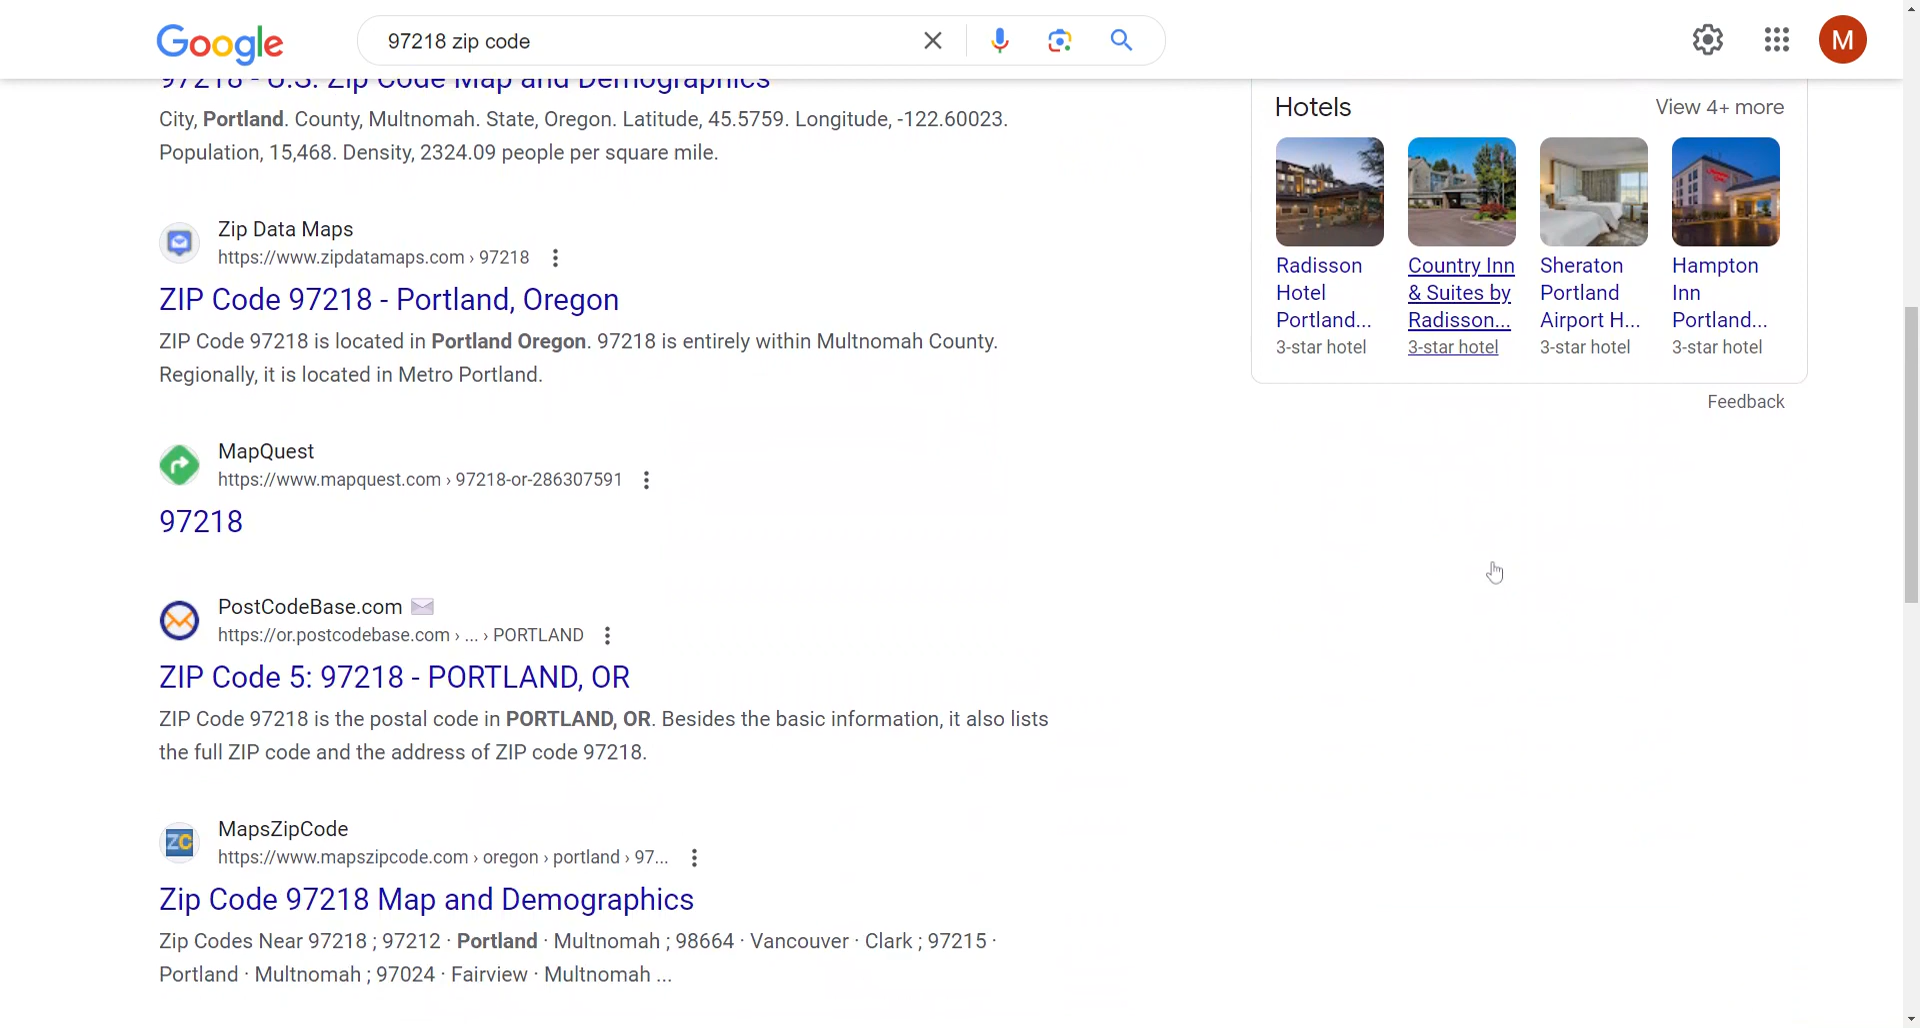 Google
97218 zip code
M
97218 - U.S. Zip Code Map and Demographics
City, Portland. County, Multnomah. State, Oregon. Latitude, 45.5759. Longitude, -122.60023.
Population, 15,468. Density, 2324.09 people per square mile.
Zip Data Maps
https://www.zipdatamaps.com › 97218
ZIP Code 97218 - Portland, Oregon
ZIP Code 97218 is located in Portland Oregon. 97218 is entirely within Multnomah County.
Regionally, it is located in Metro Portland.
MapQuest
https://www.mapquest.com › 97218-or-286307591
97218
PostCodeBase.com
https://or.postcodebase.com › ... › PORTLAND
ZIP Code 5: 97218 - PORTLAND, OR
ZIP Code 97218 is the postal code in PORTLAND, OR. Besides the basic information, it also lists
the full ZIP code and the address of ZIP code 97218.
ZC
MapsZipCode
https://www.mapszipcode.com › oregon › portland › 97...
Zip Code 97218 Map and Demographics
Zip Codes Near 97218 ; 97212 · Portland · Multnomah ; 98664 · Vancouver · Clark ; 97215 ·
Portland · Multnomah ; 97024 · Fairview · Multnomah ...
Hotels
View 4+ more
Radisson
Hotel
Portland...
3-star hotel
Country Inn
& Suites by
Radisson...
3-star hotel
Sheraton
Portland
Airport H...
3-star hotel
Hampton
Inn
Portland...
3-star hotel
Feedback